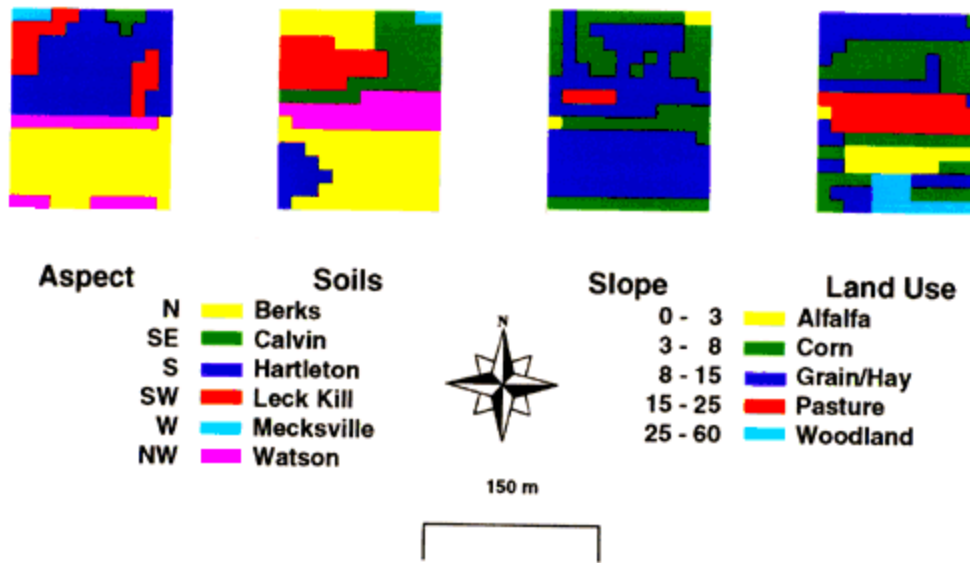 Aspect Soils Slope Land Use
N Berks 0 - 3 Alfalfa
SE Calvin 3 - 8 Corn
S Hartleton 8 - 15 Grain/Hay
SW Leck Kill 15 - 25 Pasture
W Mecksville 25 - 60 Woodland
NW Watson
N
150 m